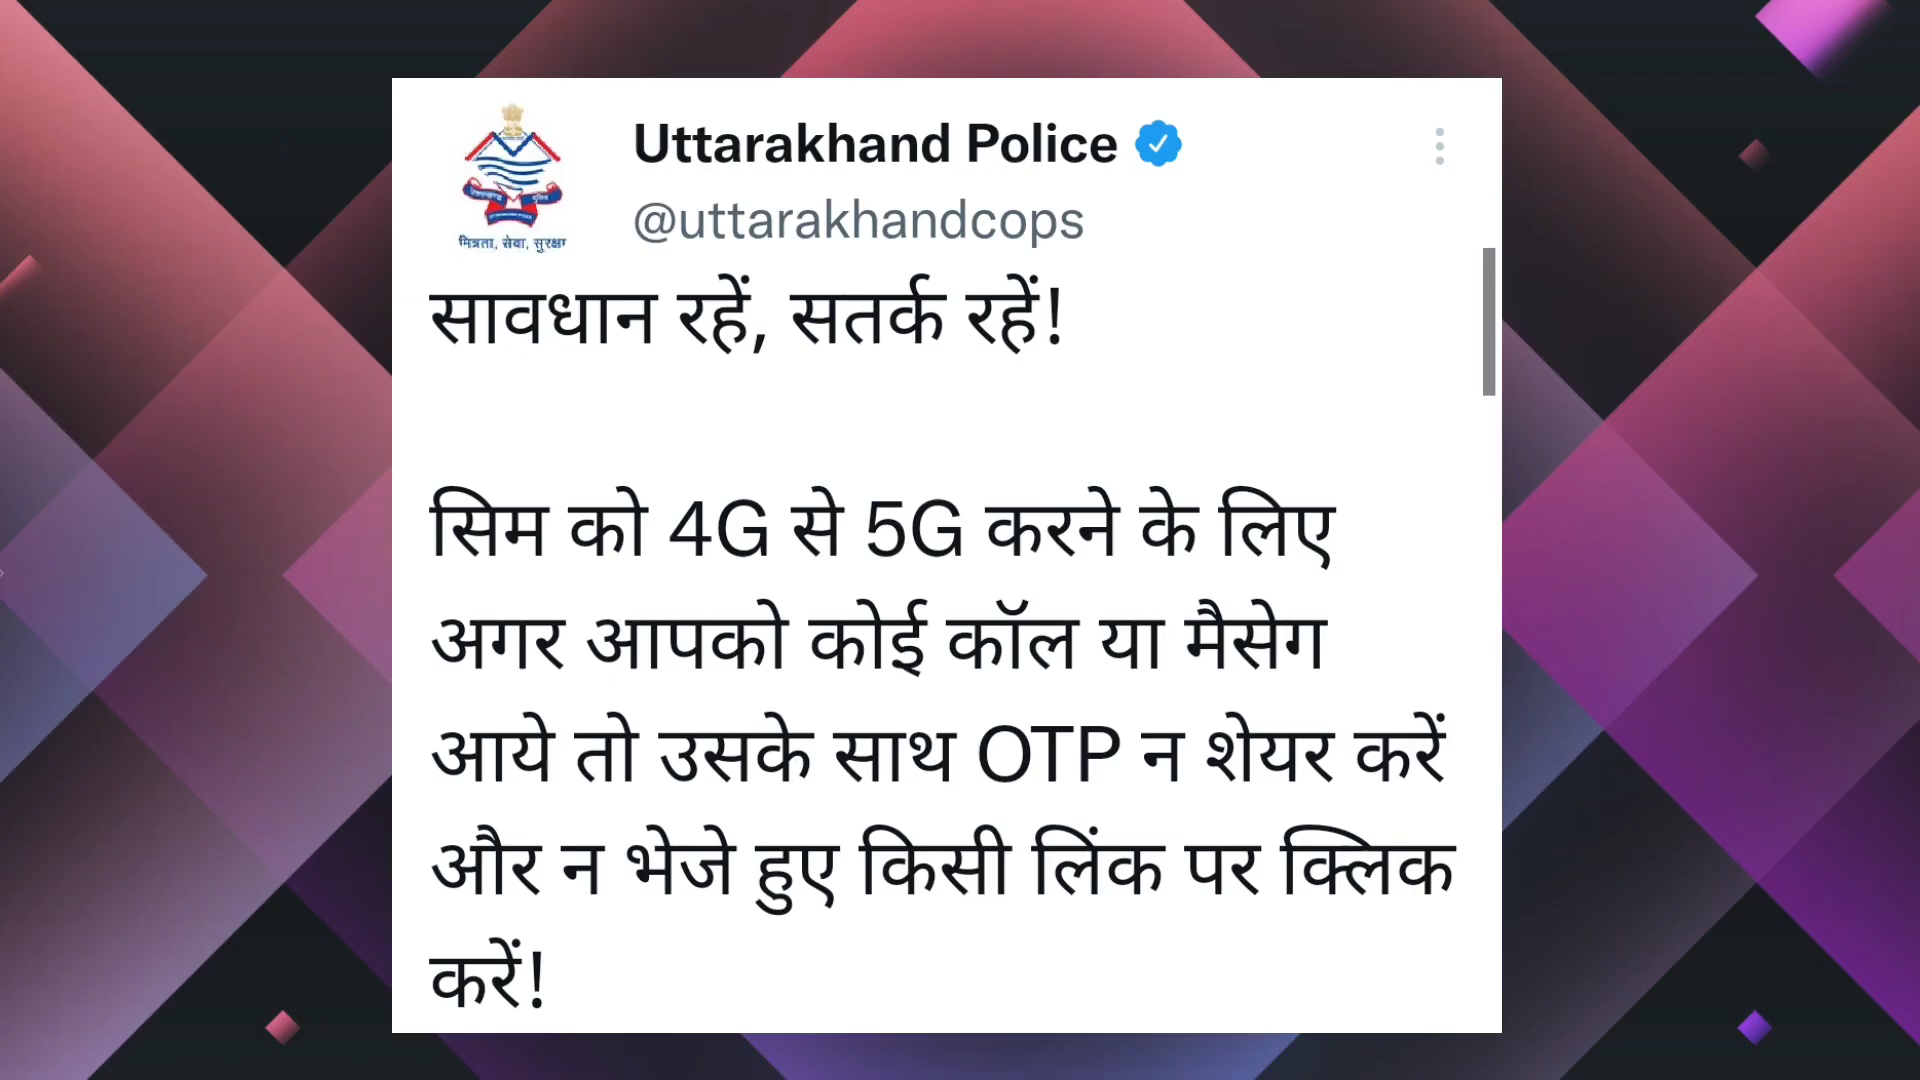 Uttarakhand Police
@uttarakhandcops
मित्रता, सेवा, सुरक्षा
सावधान रहें, सतर्क रहें!
सिम को 4G से 5G करने के लिए
अगर आपको कोई कॉल या मैसेग
आये तो उसके साथ OTP न शेयर करें
और न भेजे हुए किसी लिंक पर क्लिक
करें!